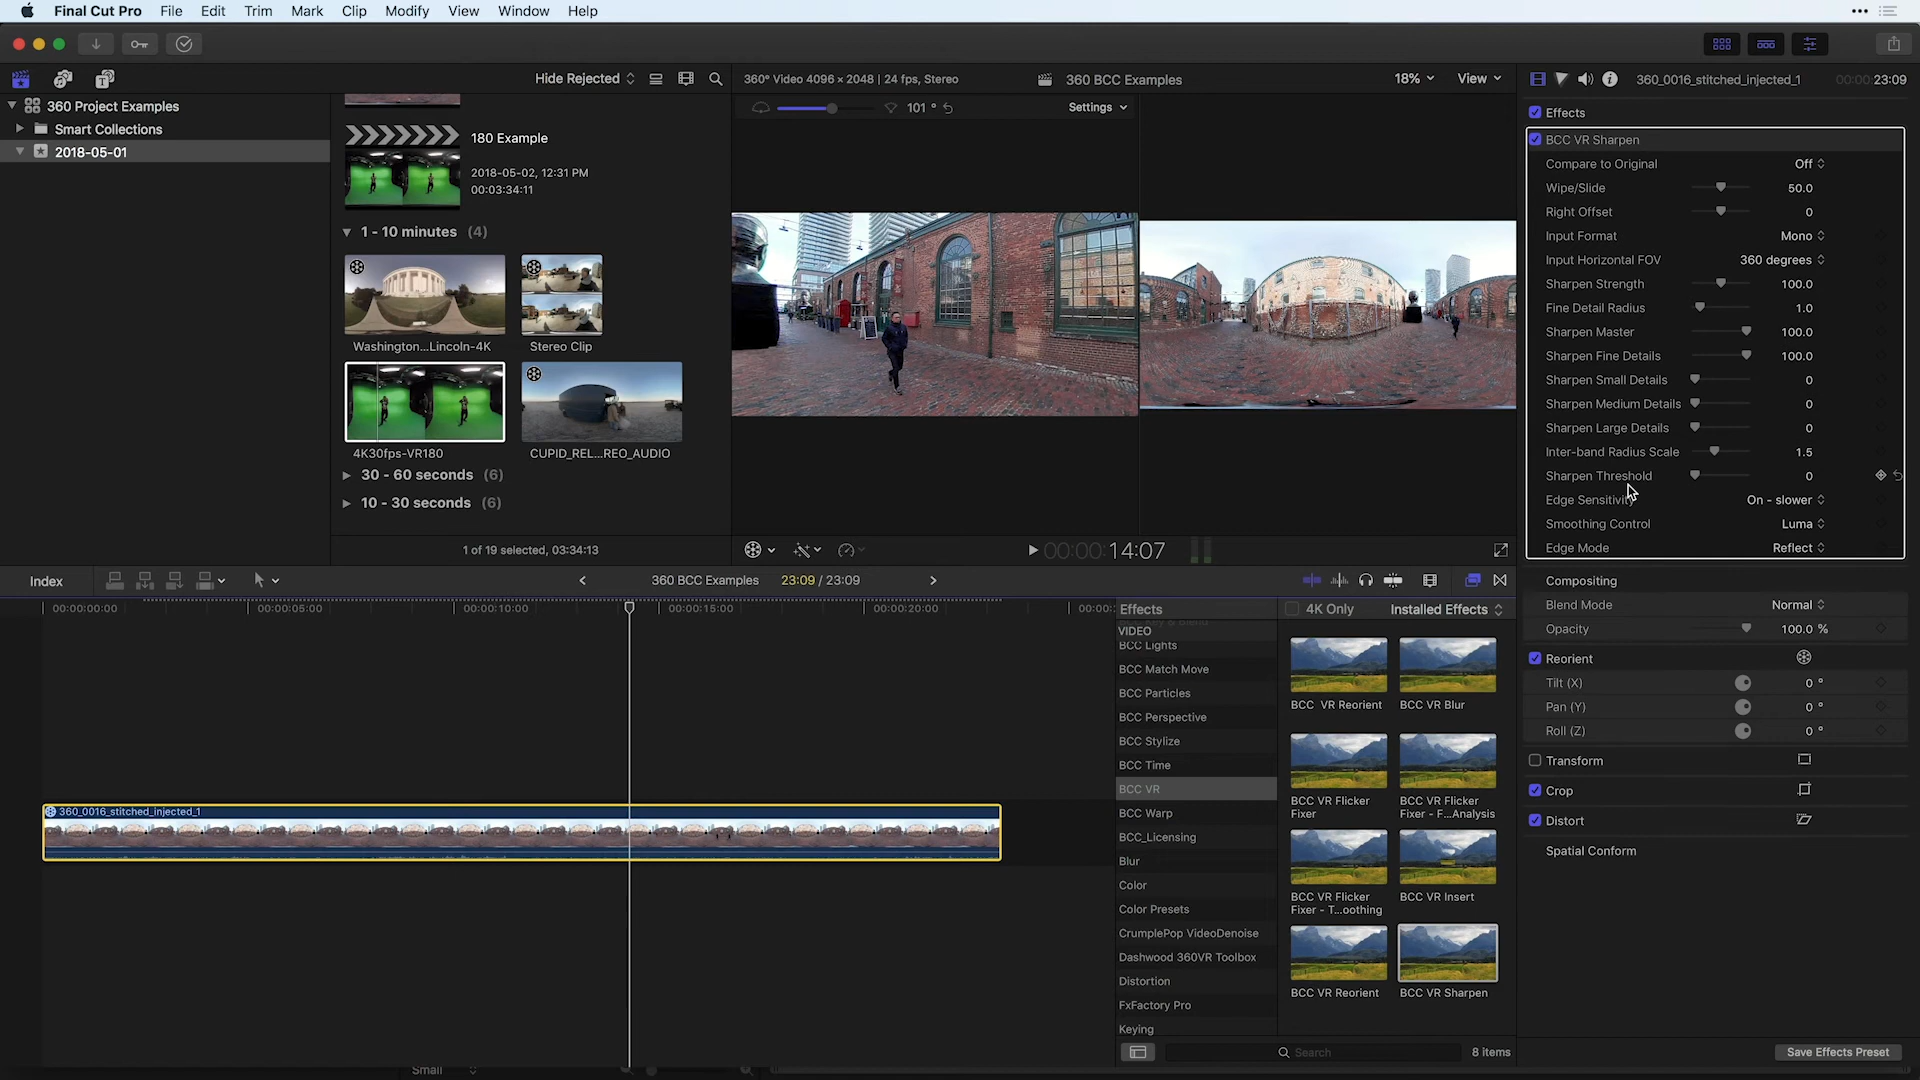 Final Cut Pro File Edit Trim Mark Clip Modify View Window Help
Hide Rejected
360° Video 4096 × 2048 | 24 fps, Stereo
360 BCC Examples
18%
View
360_0016_stitched_injected_1
00:00:23:09
360 Project Examples
Smart Collections
2018-05-01
180 Example
2018-05-02, 12:31 PM
00:03:34:11
1 - 10 minutes (4)
Washington...Lincoln-4K
Stereo Clip
4K30fps-VR180
CUPID_REL...REO_AUDIO
30 - 60 seconds (6)
10 - 30 seconds (6)
1 of 19 selected, 03:34:13
101 °
Settings
00:00:14:07
Effects
BCC VR Sharpen
Compare to Original Off
Wipe/Slide 50.0
Right Offset 0
Input Format Mono
Input Horizontal FOV 360 degrees
Sharpen Strength 100.0
Fine Detail Radius 1.0
Sharpen Master 100.0
Sharpen Fine Details 100.0
Sharpen Small Details 0
Sharpen Medium Details 0
Sharpen Large Details 0
Inter-band Radius Scale 1.5
Sharpen Threshold 0
Edge Sensitivity On - slower
Smoothing Control Luma
Edge Mode Reflect
Compositing
Blend Mode Normal
Opacity 100.0 %
Reorient
Tilt (X) 0 °
Pan (Y) 0 °
Roll (Z) 0 °
Transform
Crop
Distort
Spatial Conform
Save Effects Preset
Index
360 BCC Examples
23:09 / 23:09
00:00:00:00 00:00:05:00 00:00:10:00 00:00:15:00 00:00:20:00 00:00:
360_0016_stitched_injected_1
Small
Effects
4K Only
Installed Effects
BCC Key & Blend
VIDEO
BCC Lights
BCC Match Move
BCC Particles
BCC Perspective
BCC Stylize
BCC Time
BCC VR
BCC Warp
BCC_Licensing
Blur
Color
Color Presets
CrumplePop VideoDenoise
Dashwood 360VR Toolbox
Distortion
FxFactory Pro
Keying
BCC VR Reorient
BCC VR Blur
BCC VR Flicker
Fixer
BCC VR Flicker
Fixer - F...Analysis
BCC VR Flicker
Fixer - T...oothing
BCC VR Insert
BCC VR Reorient
BCC VR Sharpen
Search
8 items